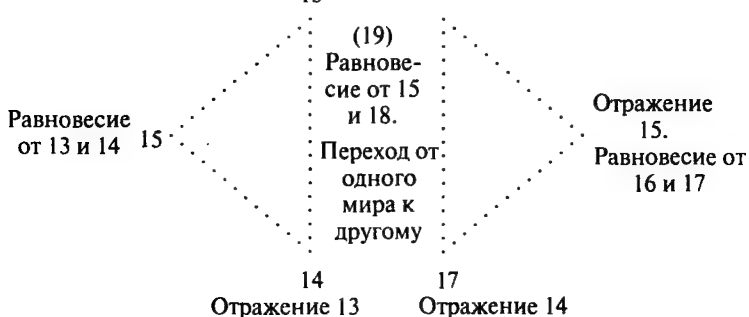 (19)
Равнове-
сие от 15
и 18.
Равновесие
от 13 и 14
15
Переход от
одного
мира к
другому
Отражение
15.
Равновесие от
16 и 17
14
17
Отражение 13
Отражение 14